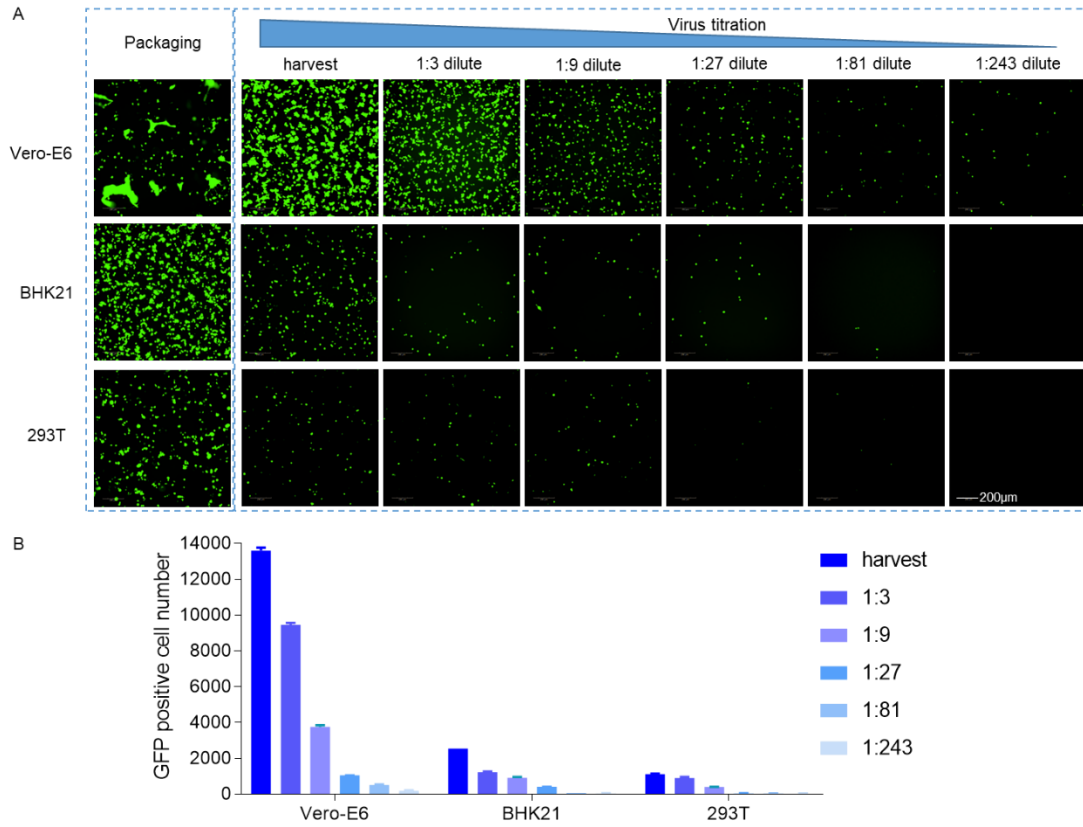 A
Packaging
Virus titration
harvest 1:3 dilute 1:9 dilute 1:27 dilute 1:81 dilute 1:243 dilute
Vero-E6
BHK21
293T
200μm
B
GFP positive cell number
14000
12000
10000
8000
6000
4000
2000
0
Vero-E6 BHK21 293T
harvest
1:3
1:9
1:27
1:81
1:243